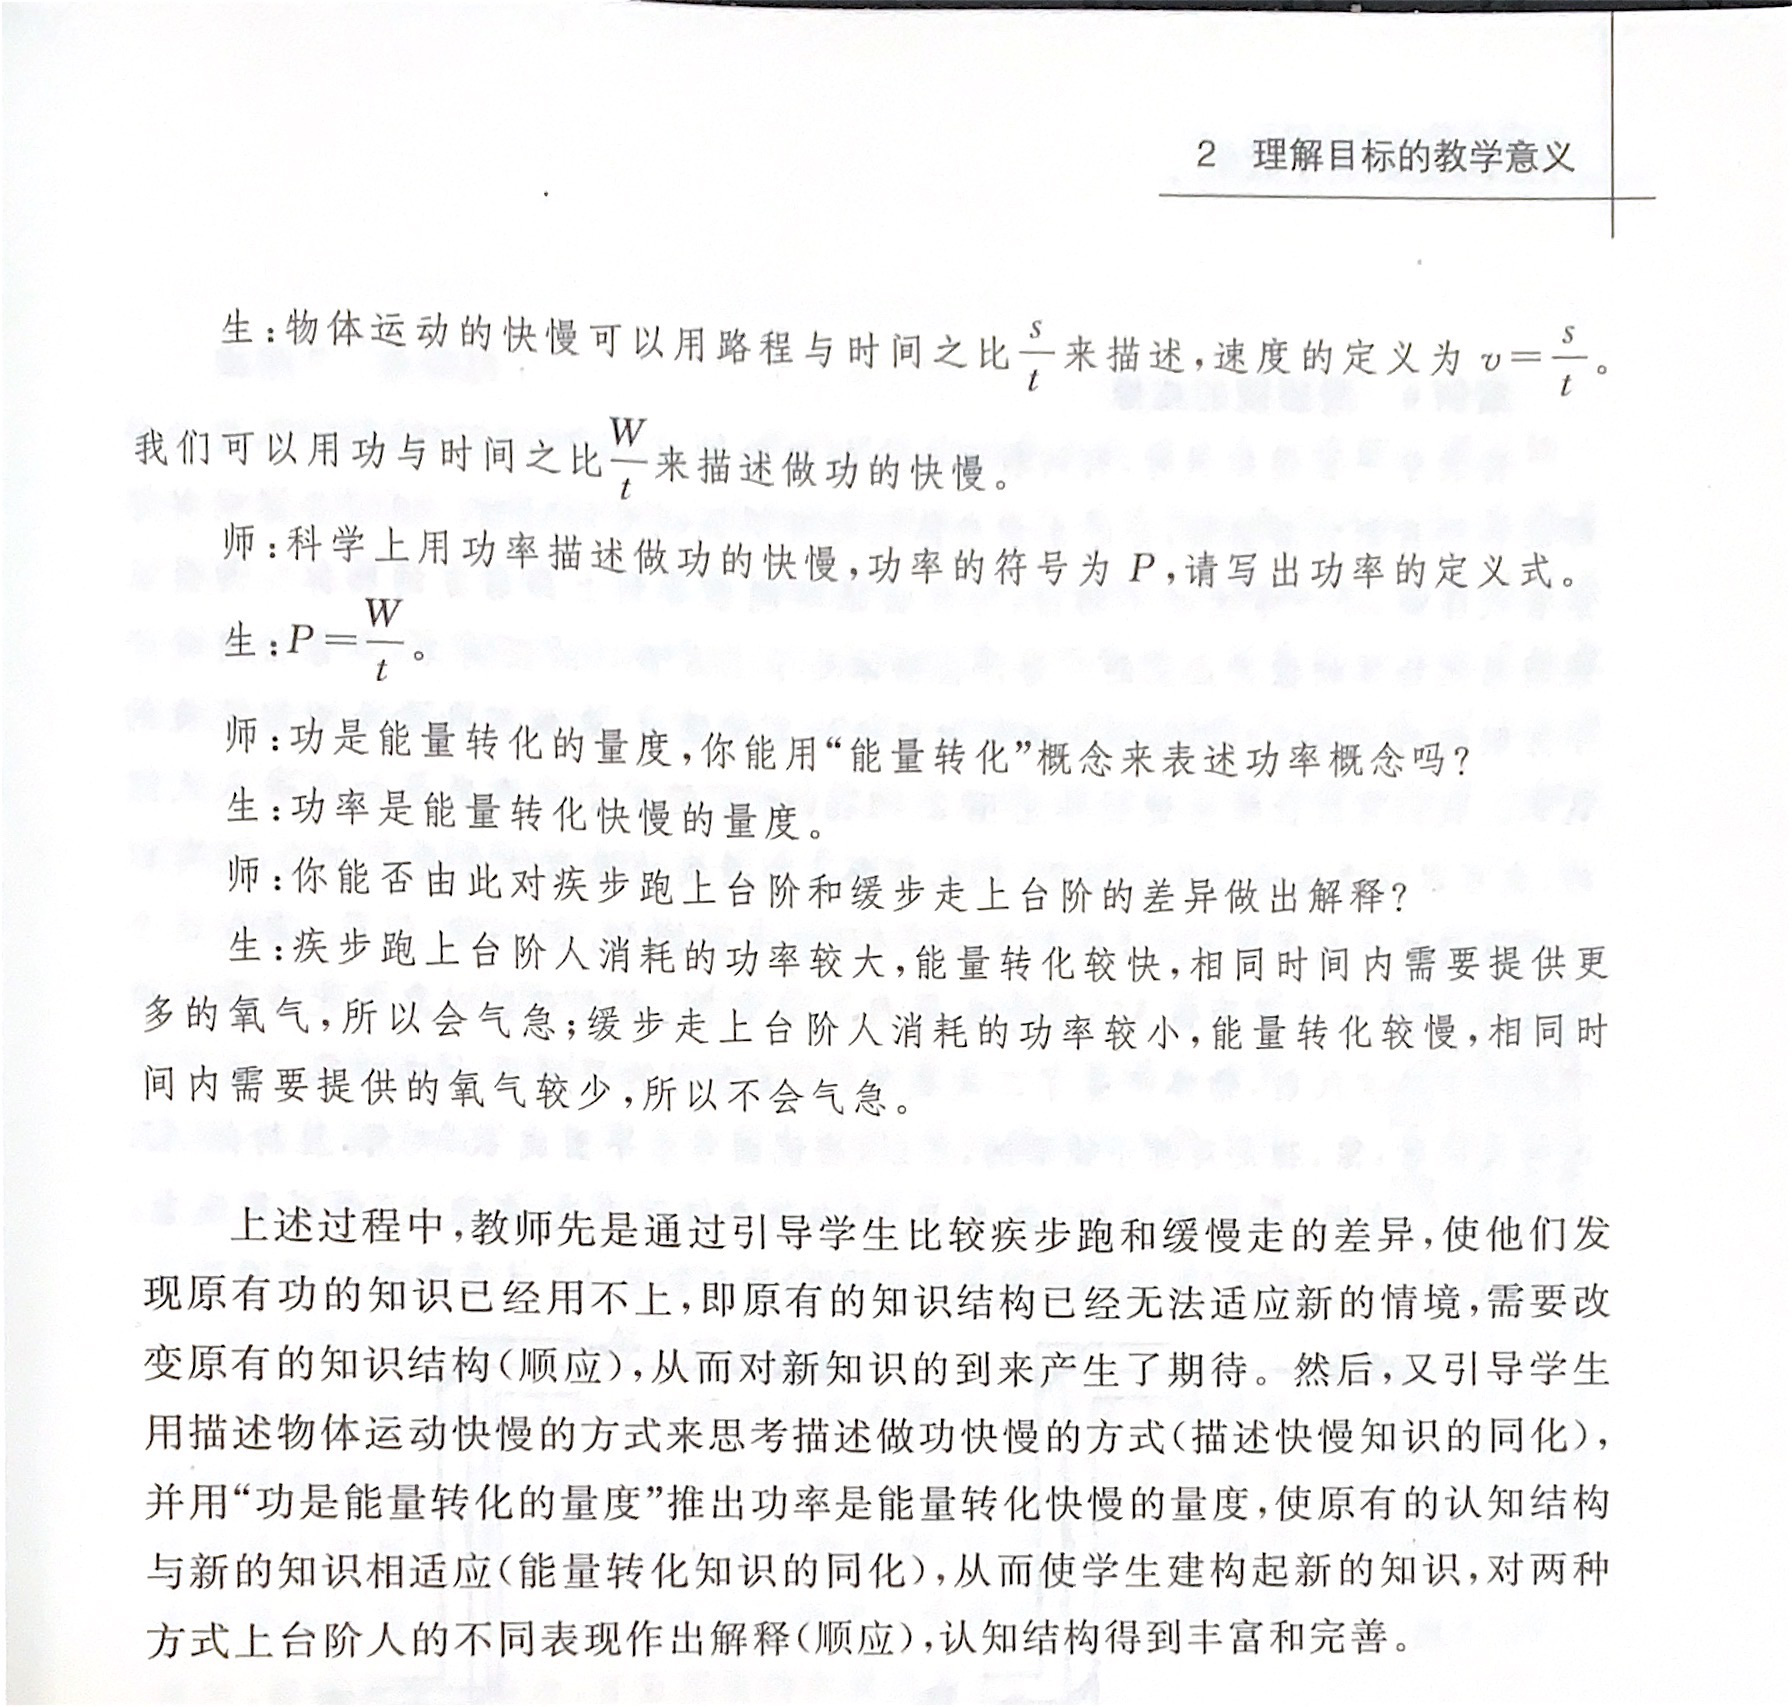 2 理解目标的教学意义
生:物体运动的快慢可以用路程与时间之比 s/t 来描述,速度的定义为 v=s/t。
我们可以用功与时间之比 W/t 来描述做功的快慢。
师:科学上用功率描述做功的快慢,功率的符号为 P,请写出功率的定义式。
生:P=W/t。
师:功是能量转化的量度,你能用“能量转化”概念来表述功率概念吗?
生:功率是能量转化快慢的量度。
师:你能否由此对疾步跑上台阶和缓步走上台阶的差异做出解释?
生:疾步跑上台阶人消耗的功率较大,能量转化较快,相同时间内需要提供更
多的氧气,所以会气急;缓步走上台阶人消耗的功率较小,能量转化较慢,相同时
间内需要提供的氧气较少,所以不会气急。
上述过程中,教师先是通过引导学生比较疾步跑和缓慢走的差异,使他们发
现原有功的知识已经用不上,即原有的知识结构已经无法适应新的情境,需要改
变原有的知识结构(顺应),从而对新知识的到来产生了期待。然后,又引导学生
用描述物体运动快慢的方式来思考描述做功快慢的方式(描述快慢知识的同化),
并用“功是能量转化的量度”推出功率是能量转化快慢的量度,使原有的认知结构
与新的知识相适应(能量转化知识的同化),从而使学生建构起新的知识,对两种
方式上台阶人的不同表现作出解释(顺应),认知结构得到丰富和完善。